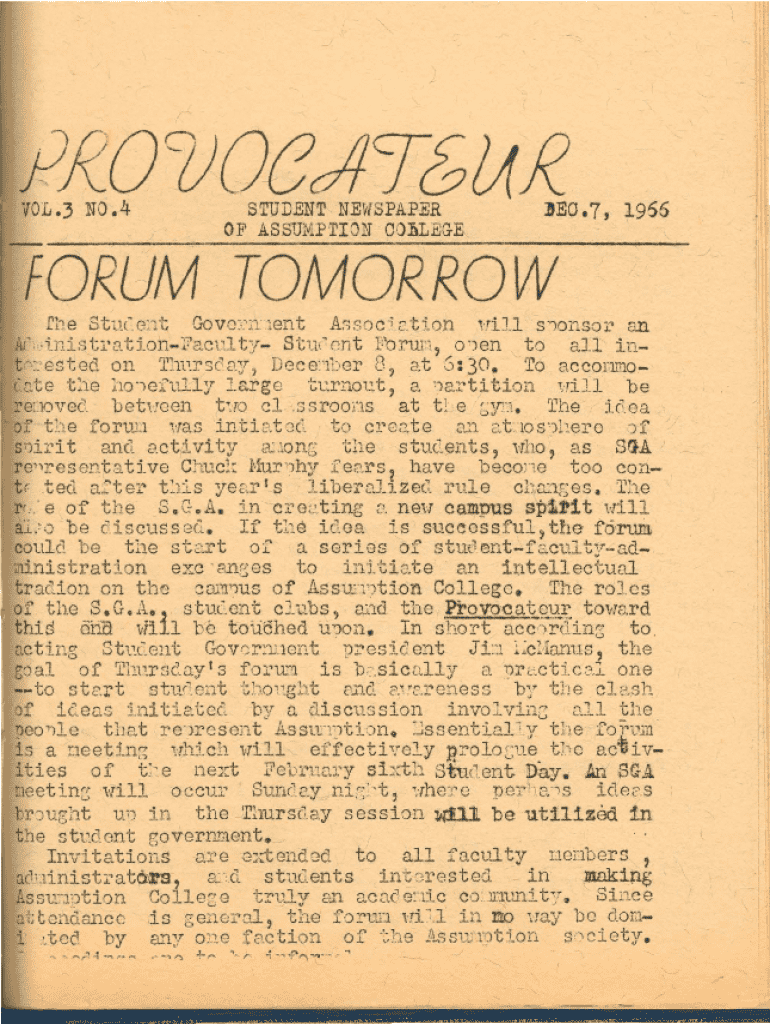 PROVOCATEUR
VOL.3 NO.4 STUDENT NEWSPAPER DEC.7, 1966
OF ASSUMPTION COLLEGE
FORUM TOMORROW
The Student Government Association will sponsor an
Administration-Faculty- Student Forum, open to all in-
terested on Thursday, December 8, at 6:30. To accommo-
date the hopefully large turnout, a partition will be
removed between two classrooms at the gym. The idea
of the forum was intiated to create an atmosphere of
spirit and activity among the students, who, as SGA
representative Chuck Murphy fears, have become too con-
tented after this year's liberalized rule changes. The
role of the S.G.A. in creating a new campus spirit will
also be discussed. If the idea is successful,the forum
could be the start of a series of student-faculty-ad-
ministration exchanges to initiate an intellectual
tradion on the campus of Assumption College. The roles
of the S.G.A., student clubs, and the Provocateur toward
this end will be touched upon. In short according to
acting Student Government president Jim McManus, the
goal of Thursday's forum is basically a practical one
--to start student thought and awareness by the clash
of ideas initiated by a discussion involving all the
people that represent Assumption. Essentially the forum
is a meeting which will effectively prologue the activ-
ities of the next February sixth Student Day. An SGA
meeting will occur Sunday night, where perhaps ideas
brought up in the Thursday session will be utilized in
the student government.
Invitations are extended to all faculty members ,
administrators, and students interested in making
Assumption College truly an academic community. Since
attendance is general, the forum will in no way be dom-
inated by any one faction of the Assumption society.